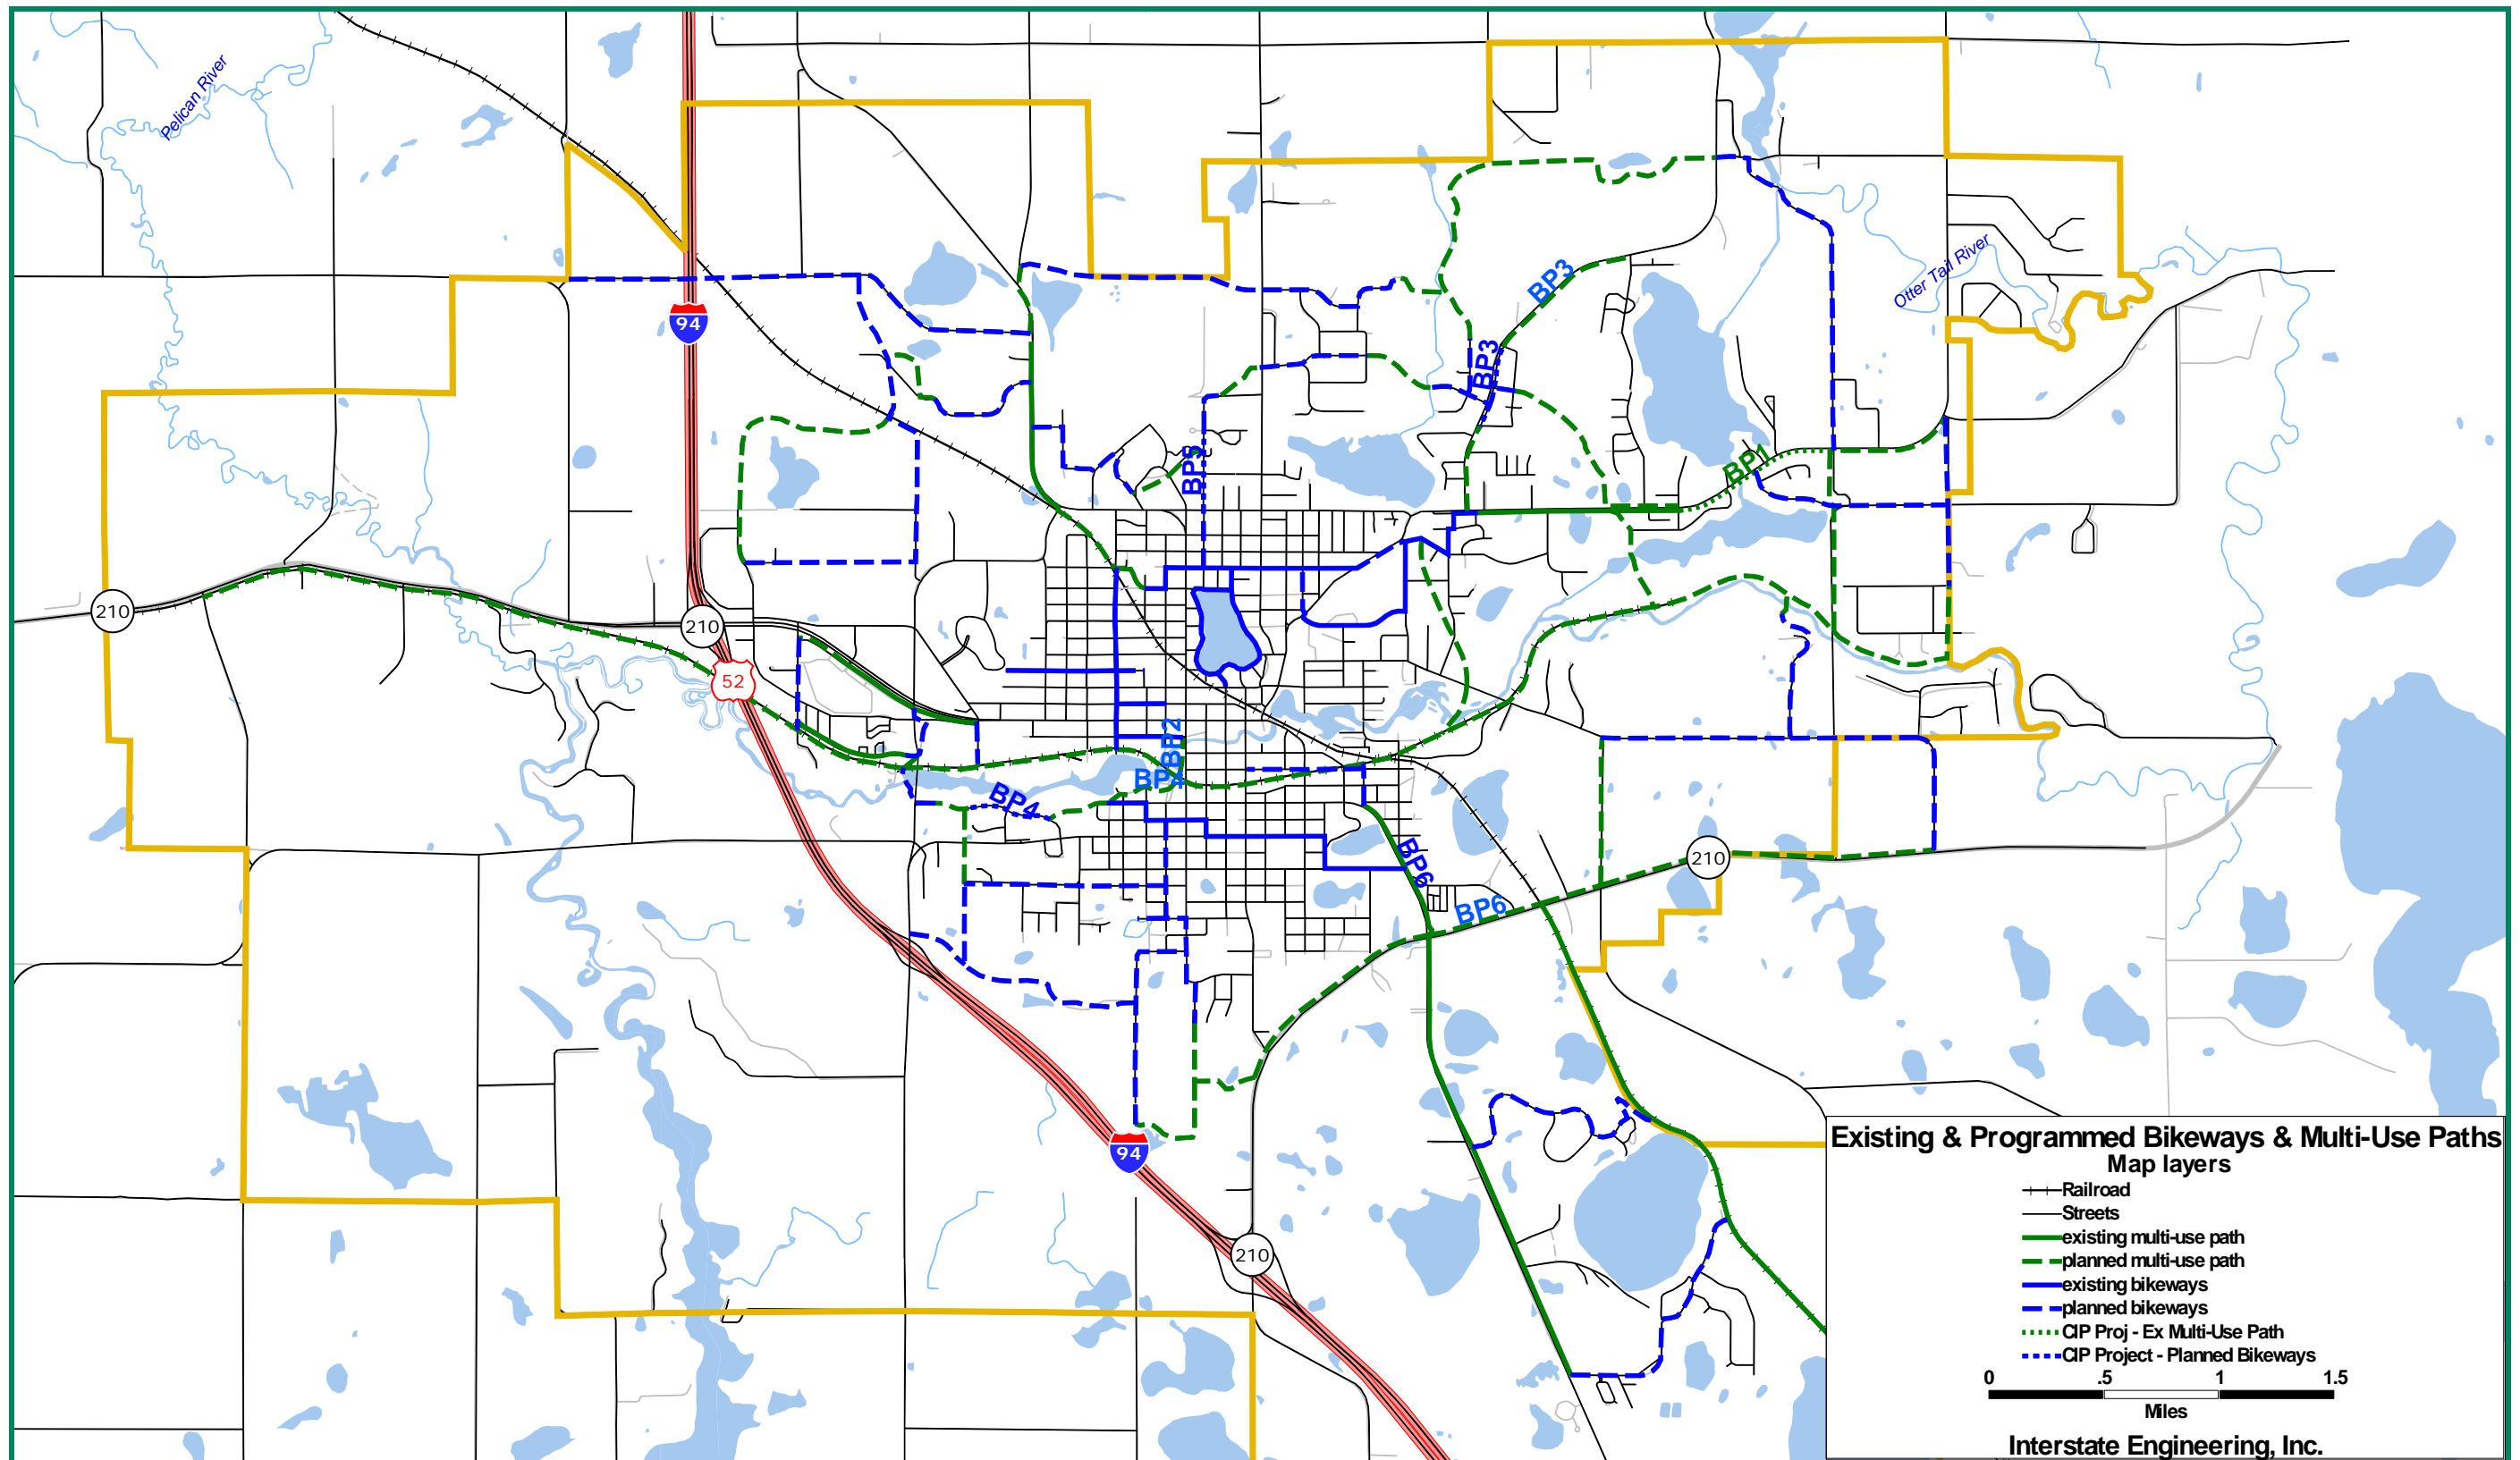 Pelican River
94
BP3
Otter Tail River
BP3
BP5
BP1
210
210
52
BP2
BP4
BP4
BP6
210
BP6
94
210
Existing & Programmed Bikeways & Multi-Use Paths
Map layers
Railroad
Streets
existing multi-use path
planned multi-use path
existing bikeways
planned bikeways
CIP Proj - Ex Multi-Use Path
CIP Project - Planned Bikeways
0 .5 1 1.5
Miles
Interstate Engineering, Inc.